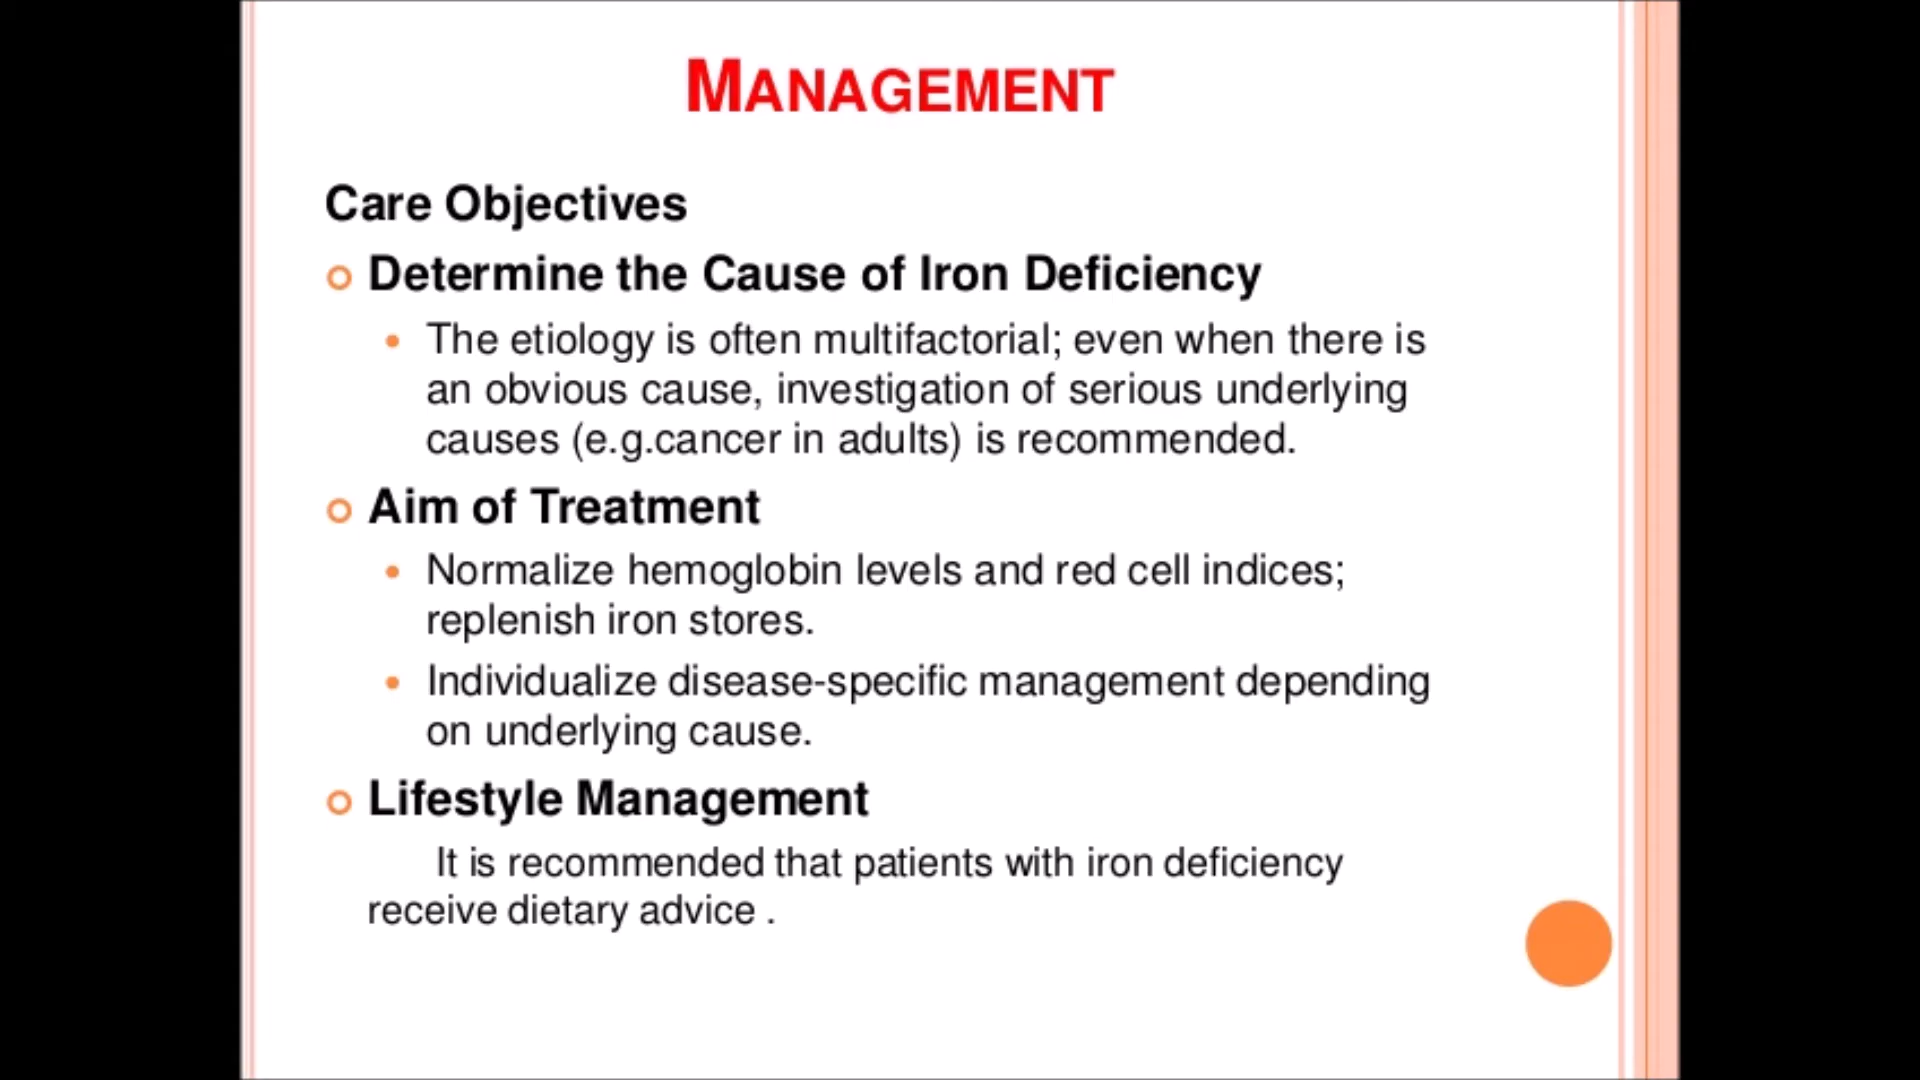 MANAGEMENT
Care Objectives
Determine the Cause of Iron Deficiency
The etiology is often multifactorial; even when there is
an obvious cause, investigation of serious underlying
causes (e.g.cancer in adults) is recommended.
Aim of Treatment
Normalize hemoglobin levels and red cell indices;
replenish iron stores.
Individualize disease-specific management depending
on underlying cause.
Lifestyle Management
It is recommended that patients with iron deficiency
receive dietary advice .